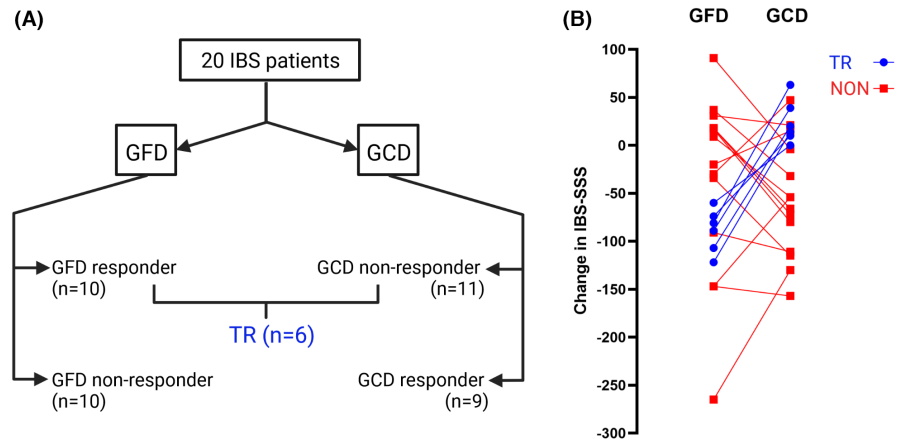 (A)
20 IBS patients
GFD
GCD
GFD responder
(n=10)
GCD non-responder
(n=11)
TR (n=6)
GFD non-responder
(n=10)
GCD responder
(n=9)
(B)
GFD GCD
TR
NON
Change in IBS-SSS
100
50
0
-50
-100
-150
-200
-250
-300